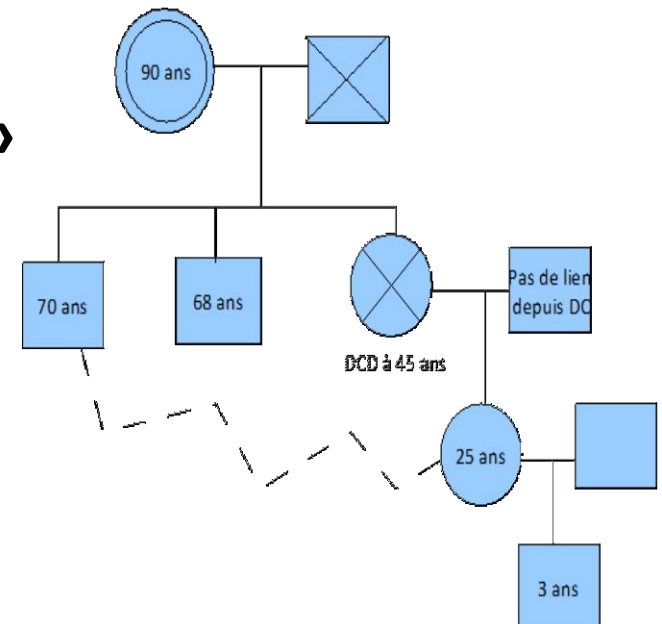 90 ans
»
70 ans
68 ans
Pas de lien
depuis DC
DCD à 45 ans
25 ans
3 ans